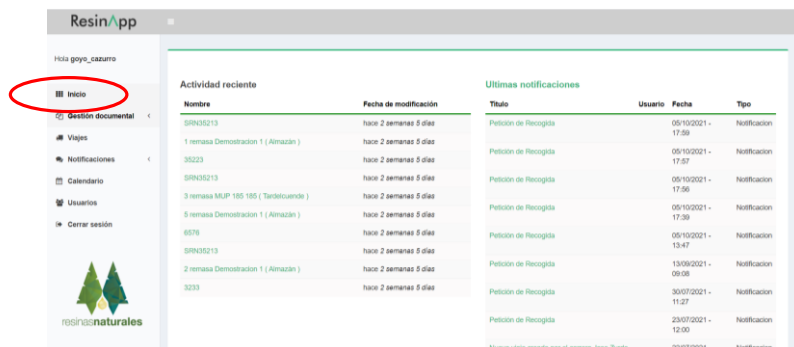 ResinApp
Hola goyo_cazurro
Inicio
Gestión documental
Viajes
Notificaciones
Calendario
Usuarios
Cerrar sesión
resinasnaturales
Actividad reciente
Nombre Fecha de modificación
SRN35213 hace 2 semanas 5 días
1 remasa Demostracion 1 ( Almazán ) hace 2 semanas 5 días
35223 hace 2 semanas 5 días
SRN35213 hace 2 semanas 5 días
3 remasa MUP 185 185 ( Tardelcuende ) hace 2 semanas 5 días
5 remasa Demostracion 1 ( Almazán ) hace 2 semanas 5 días
6576 hace 2 semanas 5 días
SRN35213 hace 2 semanas 5 días
2 remasa Demostracion 1 ( Almazán ) hace 2 semanas 5 días
3233 hace 2 semanas 5 días
Ultimas notificaciones
Titulo Usuario Fecha Tipo
Petición de Recogida 05/10/2021 - Notificacion
17:59
Petición de Recogida 05/10/2021 - Notificacion
17:57
Petición de Recogida 05/10/2021 - Notificacion
17:56
Petición de Recogida 05/10/2021 - Notificacion
17:39
Petición de Recogida 05/10/2021 - Notificacion
13:47
Petición de Recogida 13/09/2021 - Notificacion
09:08
Petición de Recogida 30/07/2021 - Notificacion
11:27
Petición de Recogida 23/07/2021 - Notificacion
12:00